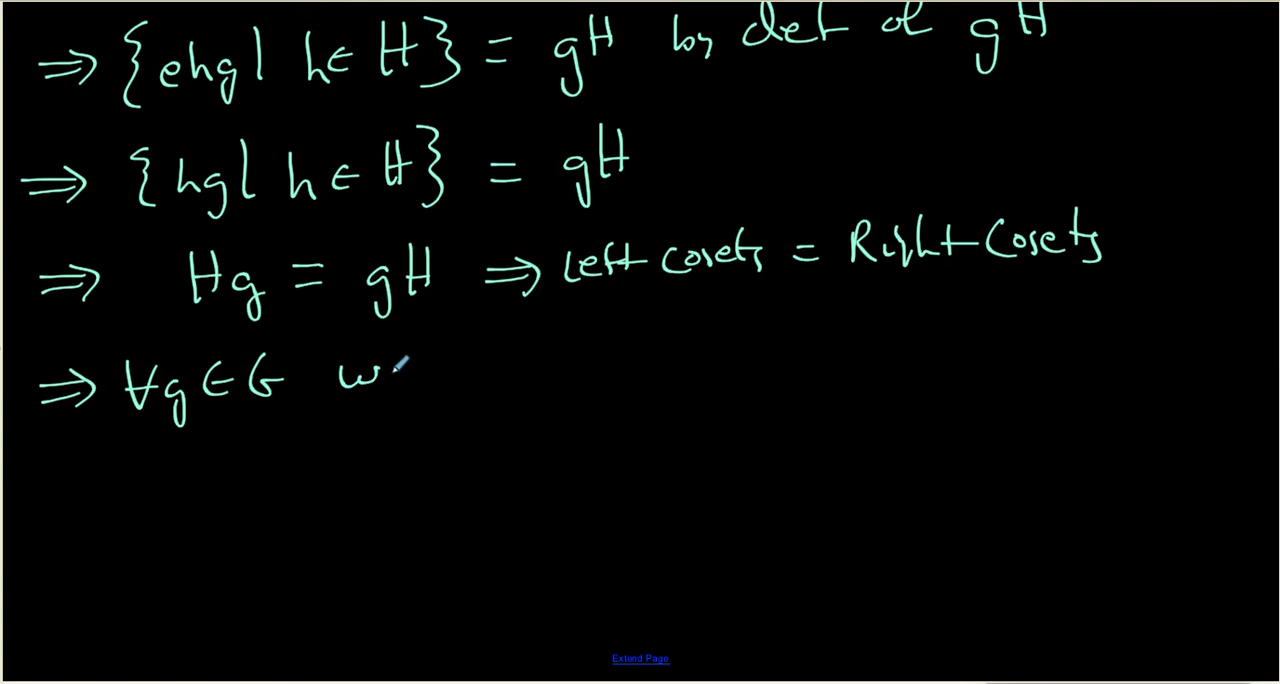 ⇒ {ehg | h∈ H} = gH by def of gH
⇒ {hg | h ∈ H} = gH
⇒ Hg = gH ⇒ Left cosets = Right Cosets
⇒ ∀g ∈ G w
Extend Page